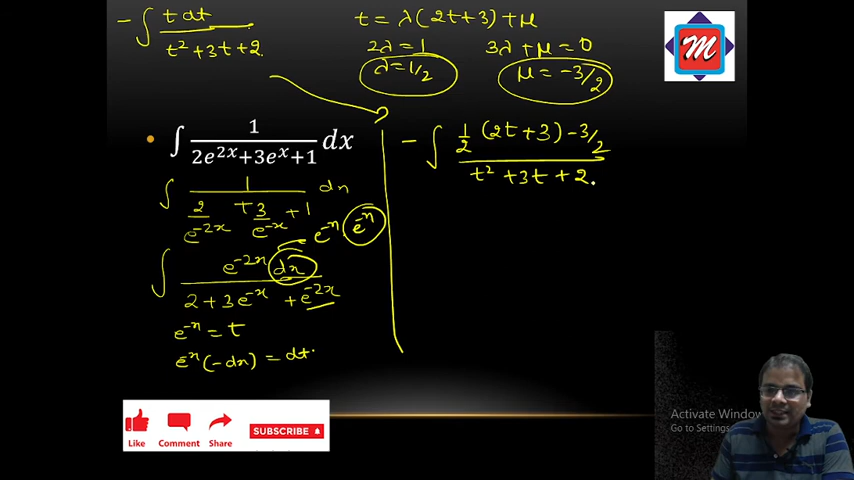 - ∫ t dt / t² + 3t + 2
t = λ(2t+3) + μ
2λ = 1
3λ + μ = 0
λ = 1/2
μ = -3/2
M
• ∫ 1 / 2e^{2x}+3e^{x}+1 dx
∫ 1 / 2/e^{-2x} + 3/e^{-x} + 1 dx
e^{-x} · e^{-x}
∫ e^{-2x} dx / 2 + 3e^{-x} + e^{-2x}
e^{-x} = t
e^{-x}(-dx) = dt
- ∫ 1/2 (2t+3) - 3/2 / t² + 3t + 2
Like
Comment
Share
SUBSCRIBE
Activate Window
Go to Settings